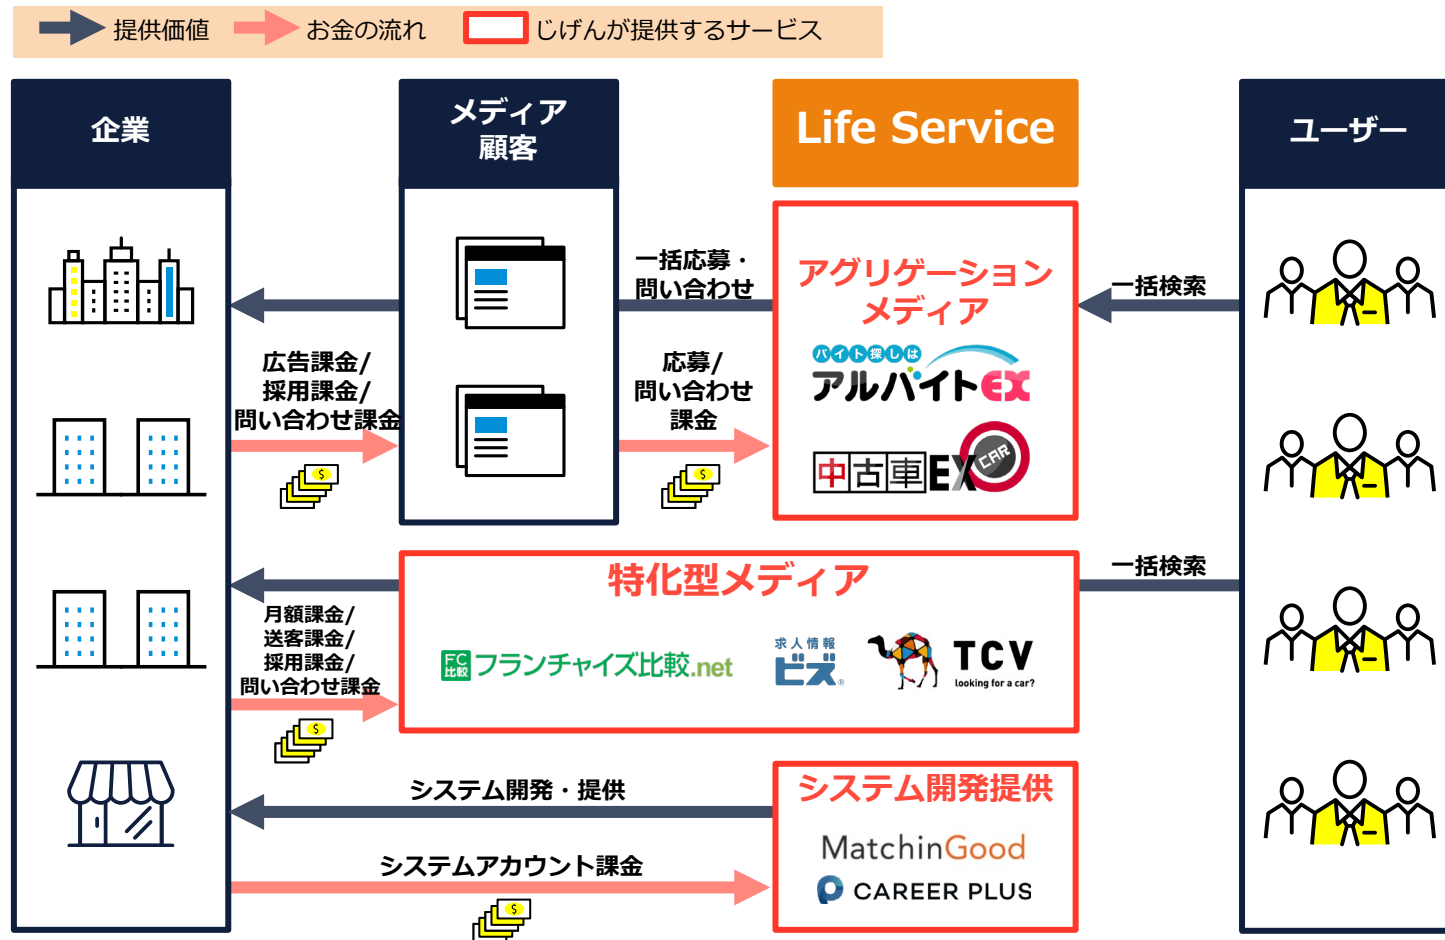 提供価値
お金の流れ
じげんが提供するサービス
企業
メディア
顧客
Life Service
ユーザー
一括応募・
問い合わせ
アグリゲーション
メディア
一括検索
バイト探しは
アルバイトEX
広告課金/
採用課金/
問い合わせ課金
応募/
問い合わせ
課金
中古車EX
CAR
特化型メディア
一括検索
月額課金/
送客課金/
採用課金/
問い合わせ課金
FC
比較
フランチャイズ比較.net
求人情報
ビズ®
TCV
looking for a car?
システム開発・提供
システム開発提供
MatchinGood
CAREER PLUS
システムアカウント課金
$
$
$
$